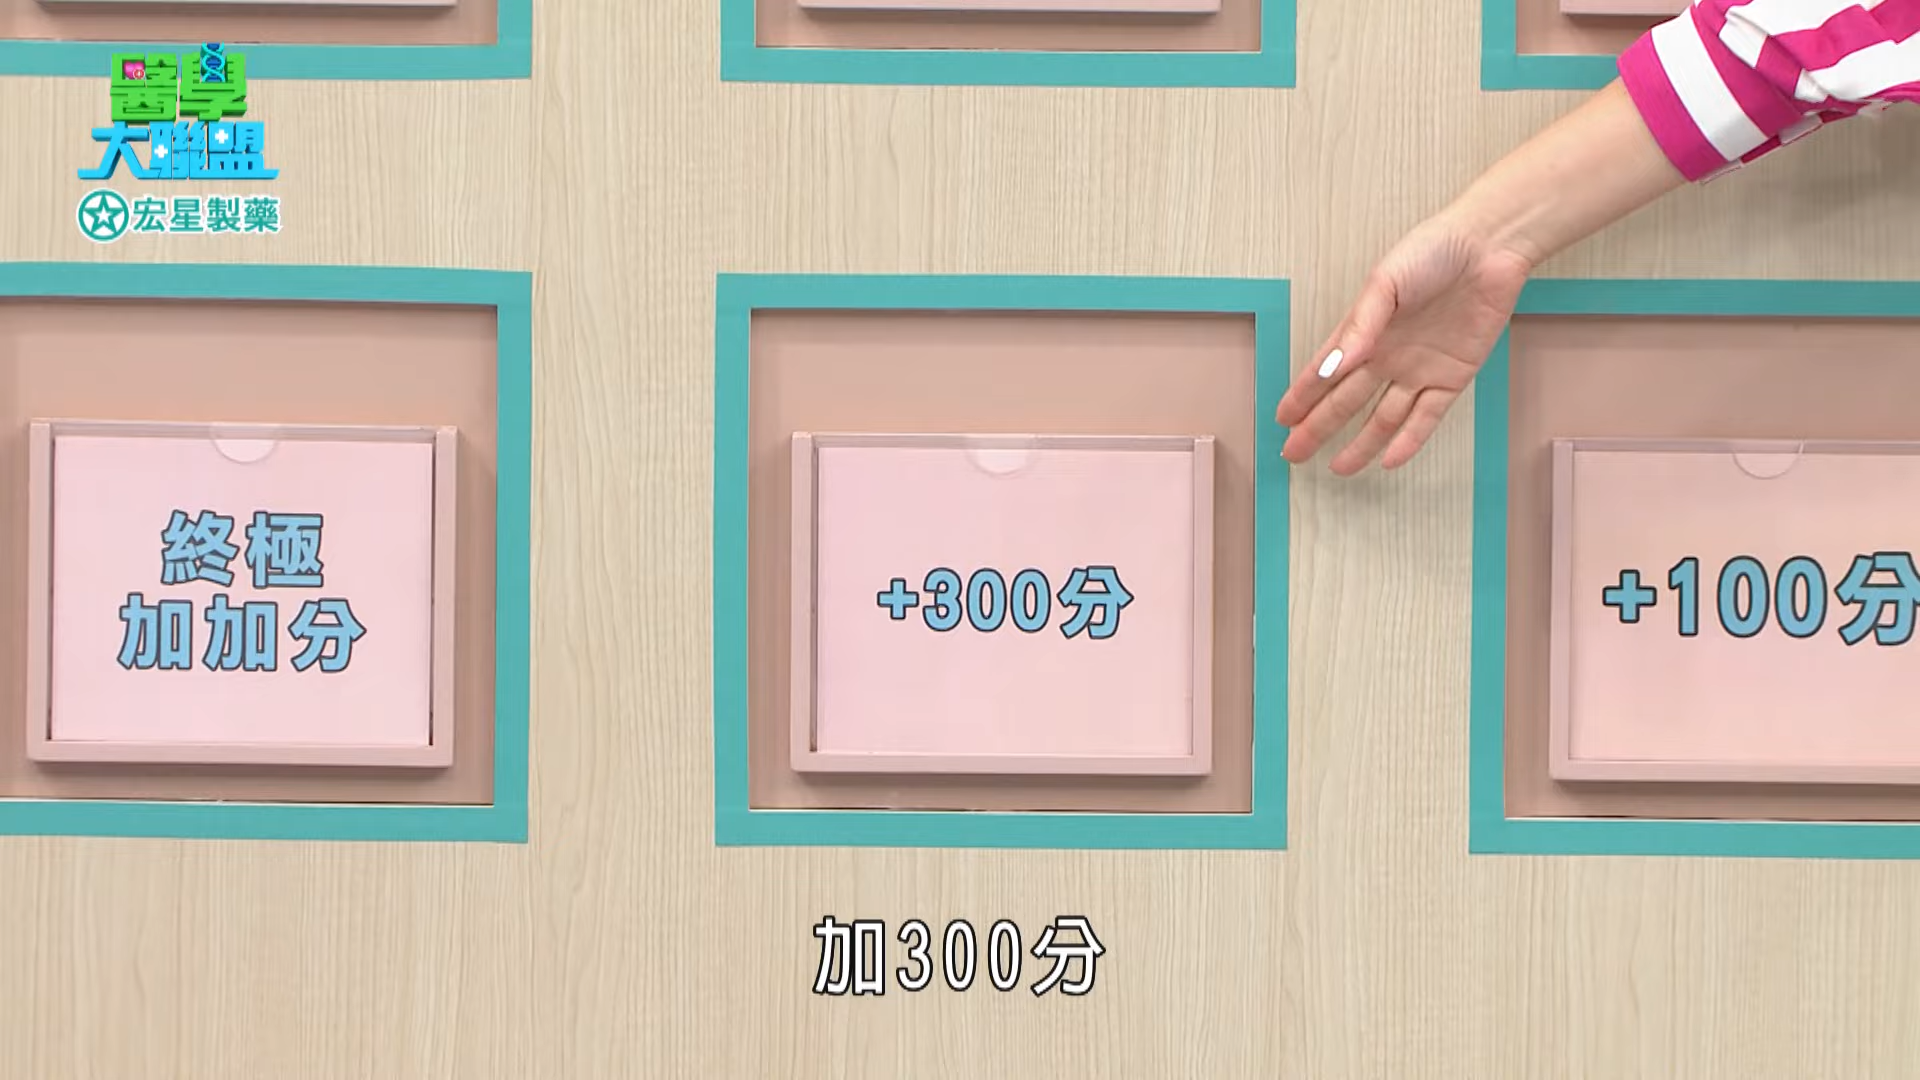 醫學
大聯盟
宏星製藥
終極
加加分
+300分
+100分
加300分